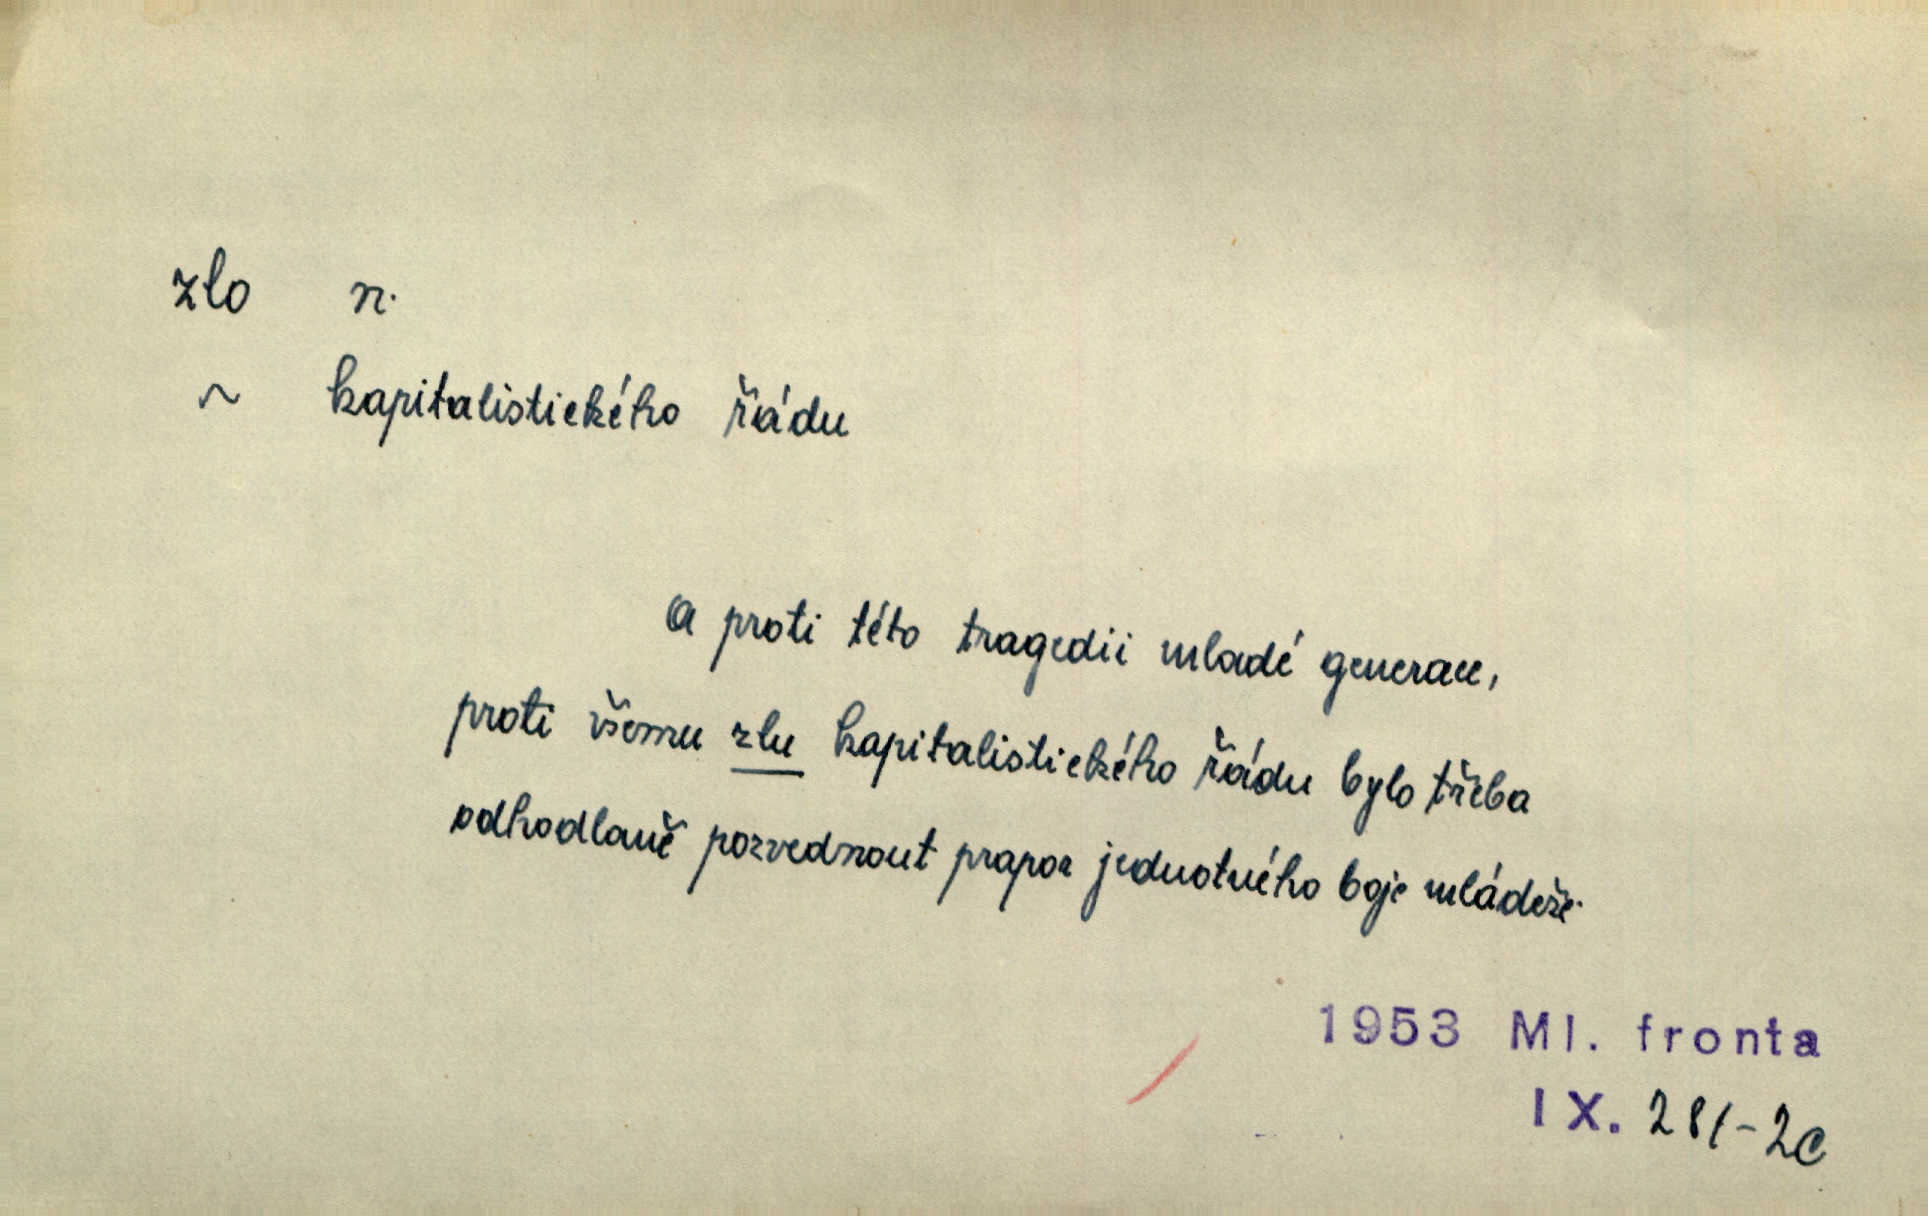 zlo n.
~ kapitalistického řádu
A proti této tragedii mladé generace,
proti všemu zlu kapitalistického řádu bylo třeba
odhodlaně pozvednout prapor jednotného boje mládeže.
1953 Ml. fronta
IX. 281-2c